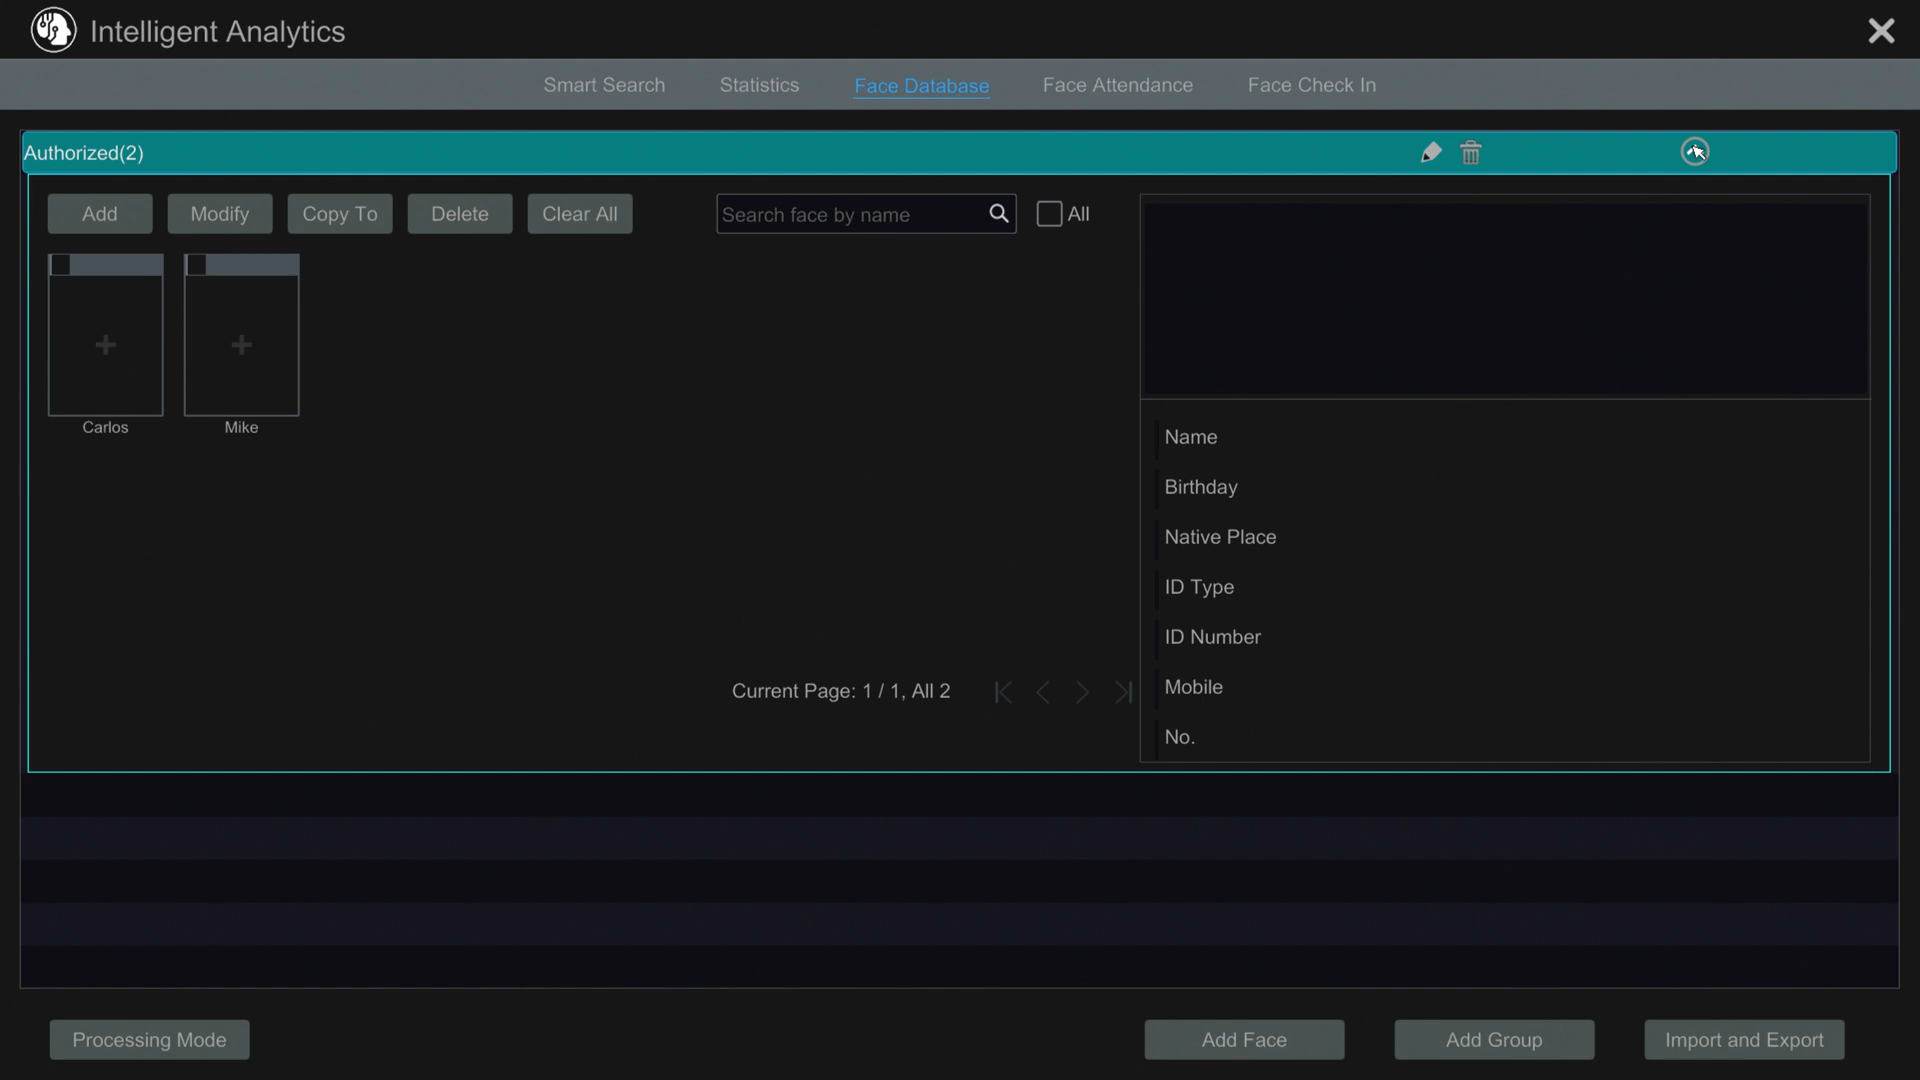 Intelligent Analytics
Smart Search Statistics Face Database Face Attendance Face Check In
Authorized(2)
Add Modify Copy To Delete Clear All Search face by name All
Carlos Mike
Name
Birthday
Native Place
ID Type
ID Number
Current Page: 1 / 1, All 2
Mobile
No.
Processing Mode Add Face Add Group Import and Export